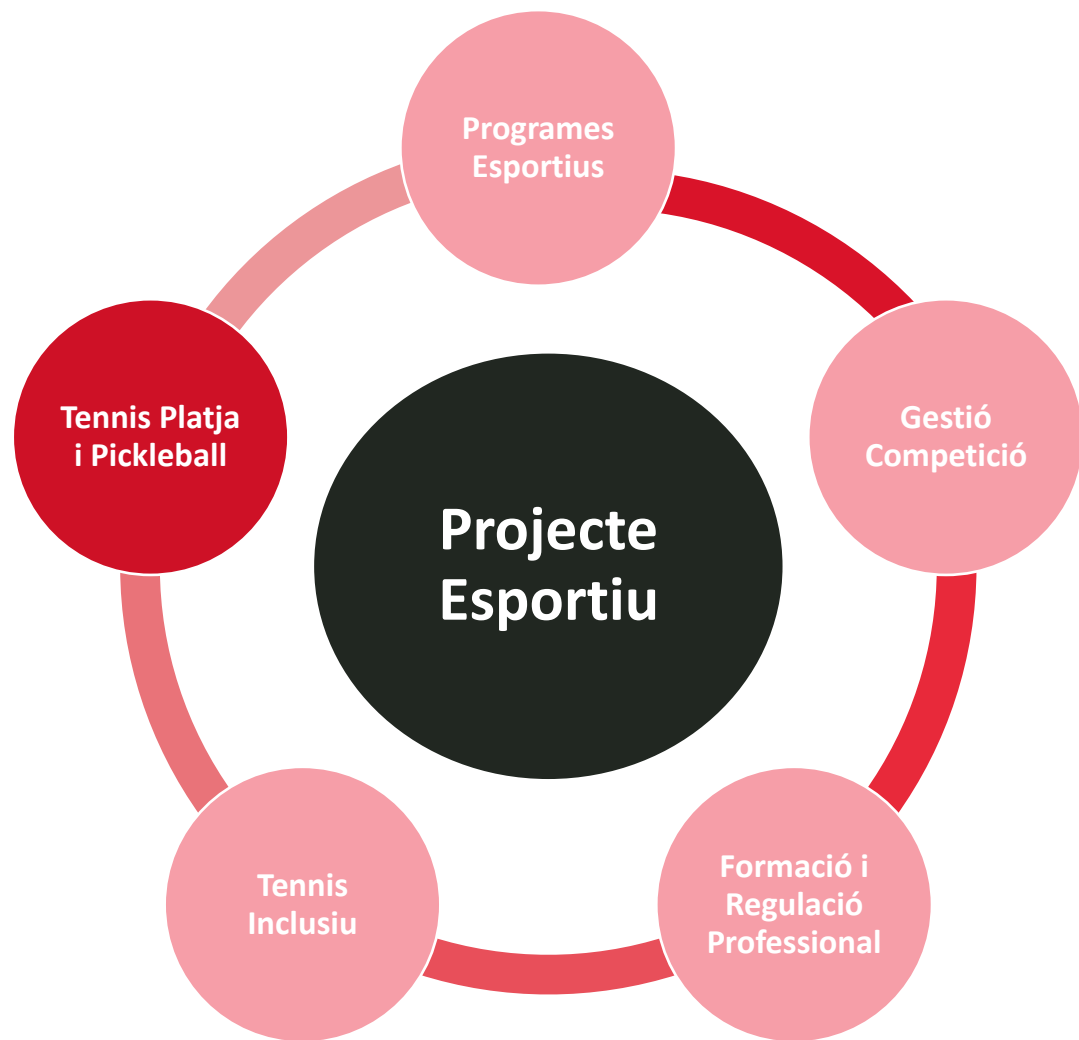 Programes
Esportius
Gestió
Competició
Formació i
Regulació
Professional
Tennis
Inclusiu
Tennis Platja
i Pickleball
Projecte
Esportiu